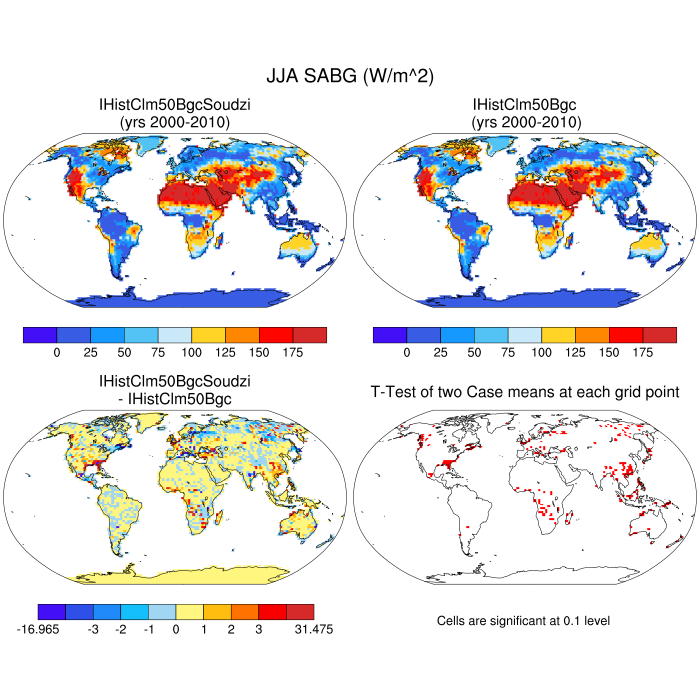 JJA SABG (W/m^2)
IHistClm50BgcSoudzi
(yrs 2000-2010)
IHistClm50Bgc
(yrs 2000-2010)
0 25 50 75 100 125 150 175
0 25 50 75 100 125 150 175
IHistClm50BgcSoudzi
- IHistClm50Bgc
T-Test of two Case means at each grid point
-16.965 -3 -2 -1 0 1 2 3 31.475
Cells are significant at 0.1 level